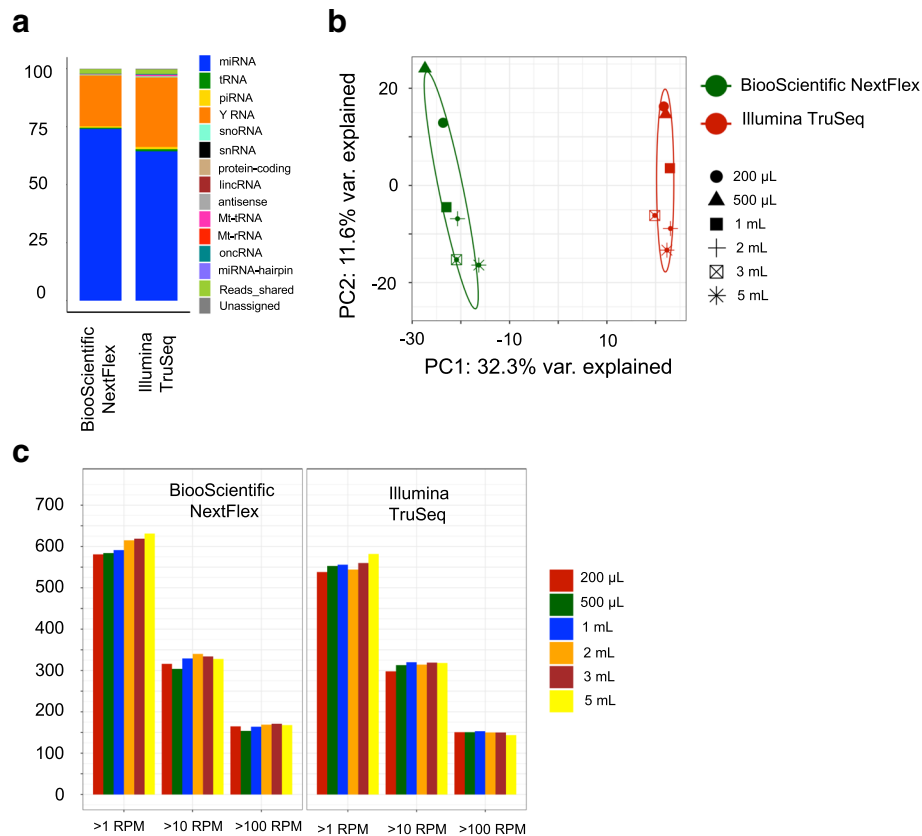 a
100
75
50
25
0
BiooScientific
NextFlex
Illumina
TruSeq
miRNA
tRNA
piRNA
Y RNA
snoRNA
snRNA
protein-coding
lincRNA
antisense
Mt-tRNA
Mt-rRNA
oncRNA
miRNA-hairpin
Reads_shared
Unassigned
b
PC2: 11.6% var. explained
20
0
-20
-30
-20
-10
10
20
PC1: 32.3% var. explained
BiooScientific NextFlex
Illumina TruSeq
200 µL
500 µL
1 mL
2 mL
3 mL
5 mL
c
700
600
500
400
300
200
100
0
BiooScientific
NextFlex
Illumina
TruSeq
>1 RPM
>10 RPM
>100 RPM
>1 RPM
>10 RPM
>100 RPM
200 µL
500 µL
1 mL
2 mL
3 mL
5 mL